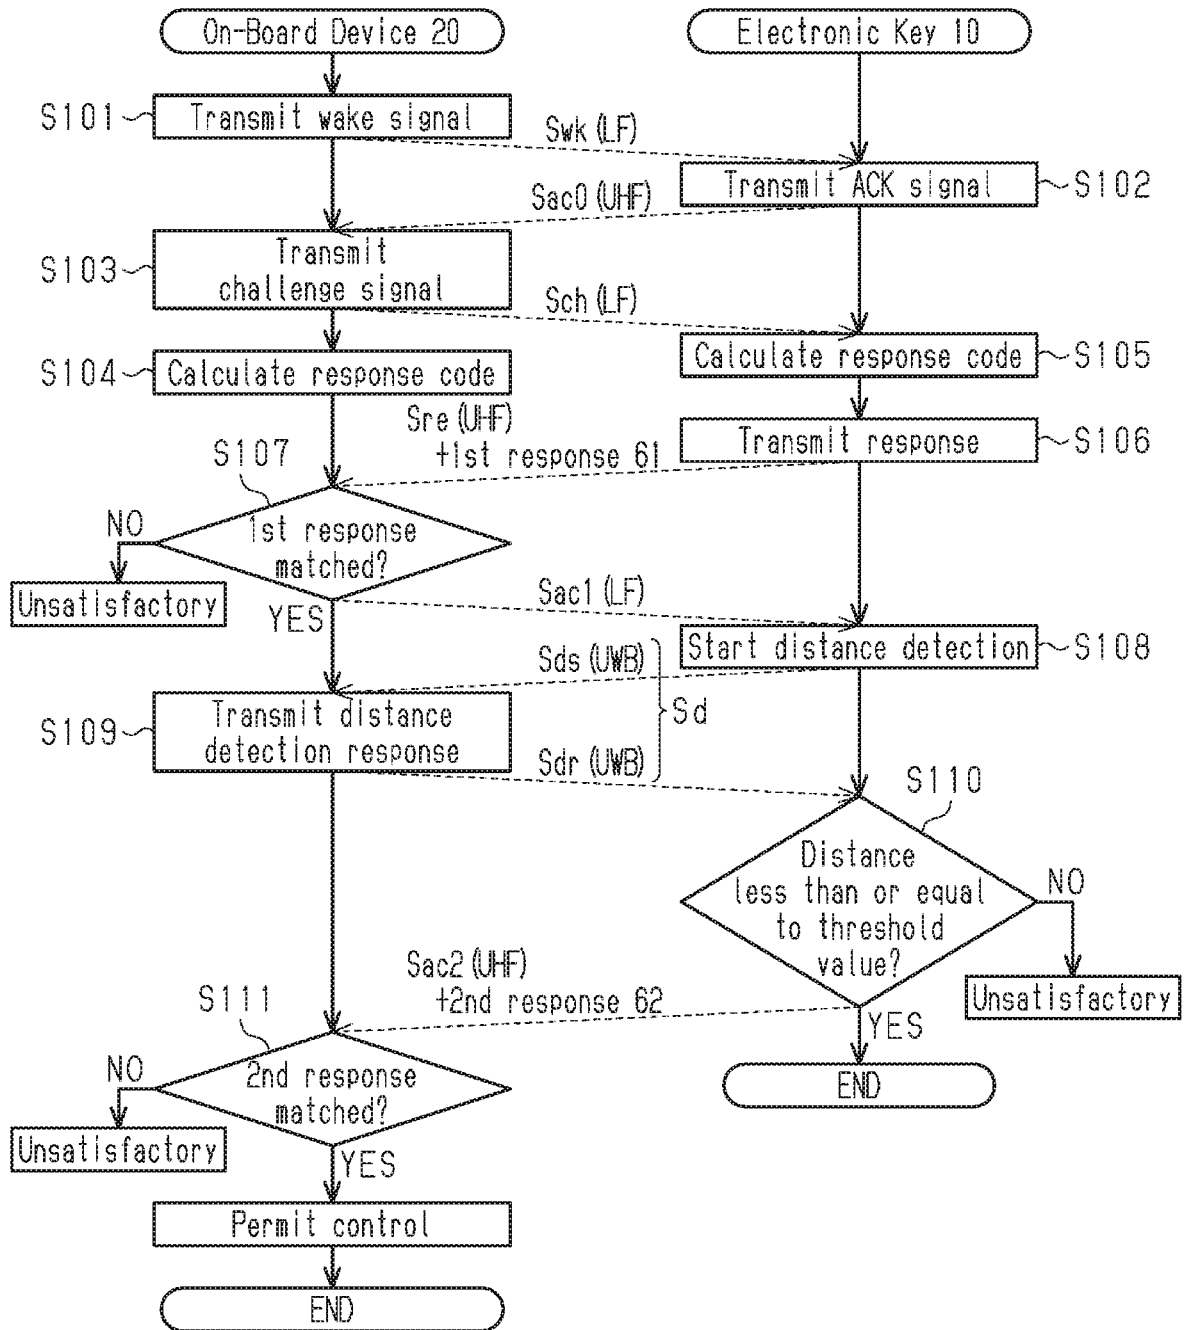 On-Board Device 20
Electronic Key 10
S101
Transmit wake signal
Swk (LF)
Transmit ACK signal
S102
Sac0 (UHF)
S103
Transmit
challenge signal
Sch (LF)
S104
Calculate response code
Calculate response code
S105
Sre (UHF)
+1st response 61
Transmit response
S106
S107
1st response
matched?
NO
Unsatisfactory
YES
Sac1 (LF)
Start distance detection
S108
Sds (UWB)
Sd
S109
Transmit distance
detection response
Sdr (UWB)
S110
Distance
less than or equal
to threshold
value?
NO
Unsatisfactory
YES
END
Sac2 (UHF)
+2nd response 62
S111
2nd response
matched?
NO
Unsatisfactory
YES
Permit control
END